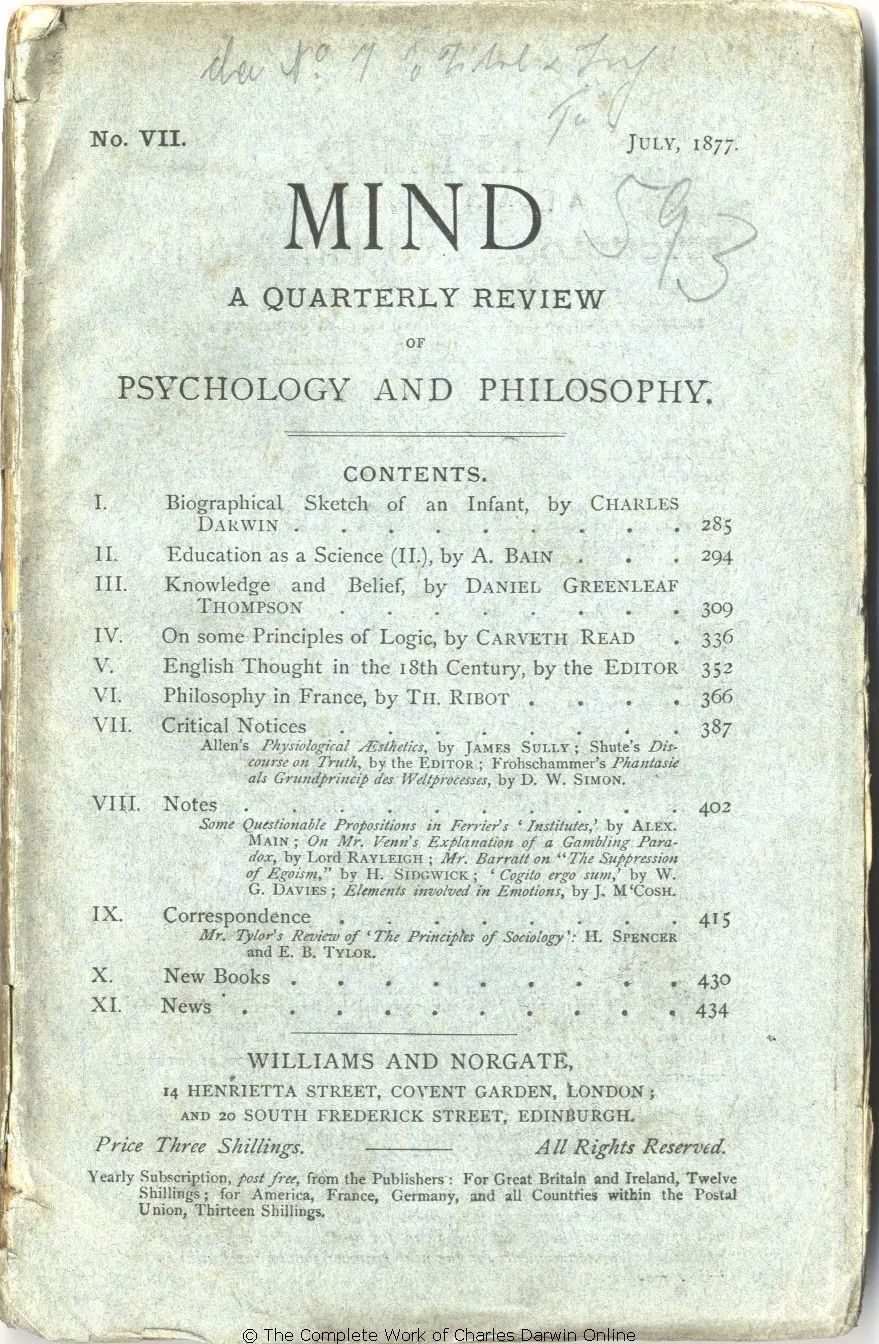 No. VII. JULY, 1877.
593
MIND
A QUARTERLY REVIEW
OF
PSYCHOLOGY AND PHILOSOPHY.
CONTENTS.
I. Biographical Sketch of an Infant, by CHARLES
DARWIN . . . . . . . . . 285
II. Education as a Science (II.), by A. BAIN . . . 294
III. Knowledge and Belief, by DANIEL GREENLEAF
THOMPSON . . . . . . . . 309
IV. On some Principles of Logic, by CARVETH READ . 336
V. English Thought in the 18th Century, by the EDITOR 352
VI. Philosophy in France, by TH. RIBOT . . . . 366
VII. Critical Notices . . . . . . . . 387
Allen's Physiological Æsthetics, by JAMES SULLY; Shute's Dis-
course on Truth, by the EDITOR; Frohschammer's Phantasie
als Grundprincip des Weltprocesses, by D. W. SIMON.
VIII. Notes . . . . . . . . . . 402
Some Questionable Propositions in Ferrier's 'Institutes,' by ALEX.
MAIN; On Mr. Venn's Explanation of a Gambling Para-
dox, by Lord RAYLEIGH; Mr. Barratt on "The Suppression
of Egoism," by H. SIDGWICK; 'Cogito ergo sum,' by W.
G. DAVIES; Elements involved in Emotions, by J. M'COSH.
IX. Correspondence . . . . . . . . 415
Mr. Tylor's Review of 'The Principles of Sociology': H. SPENCER
and E. B. TYLOR.
X. New Books . . . . . . . . . 430
XI. News . . . . . . . . . . 434
WILLIAMS AND NORGATE,
14 HENRIETTA STREET, COVENT GARDEN, LONDON;
AND 20 SOUTH FREDERICK STREET, EDINBURGH.
Price Three Shillings. All Rights Reserved.
Yearly Subscription, post free, from the Publishers: For Great Britain and Ireland, Twelve
Shillings; for America, France, Germany, and all Countries within the Postal
Union, Thirteen Shillings.
© The Complete Work of Charles Darwin Online